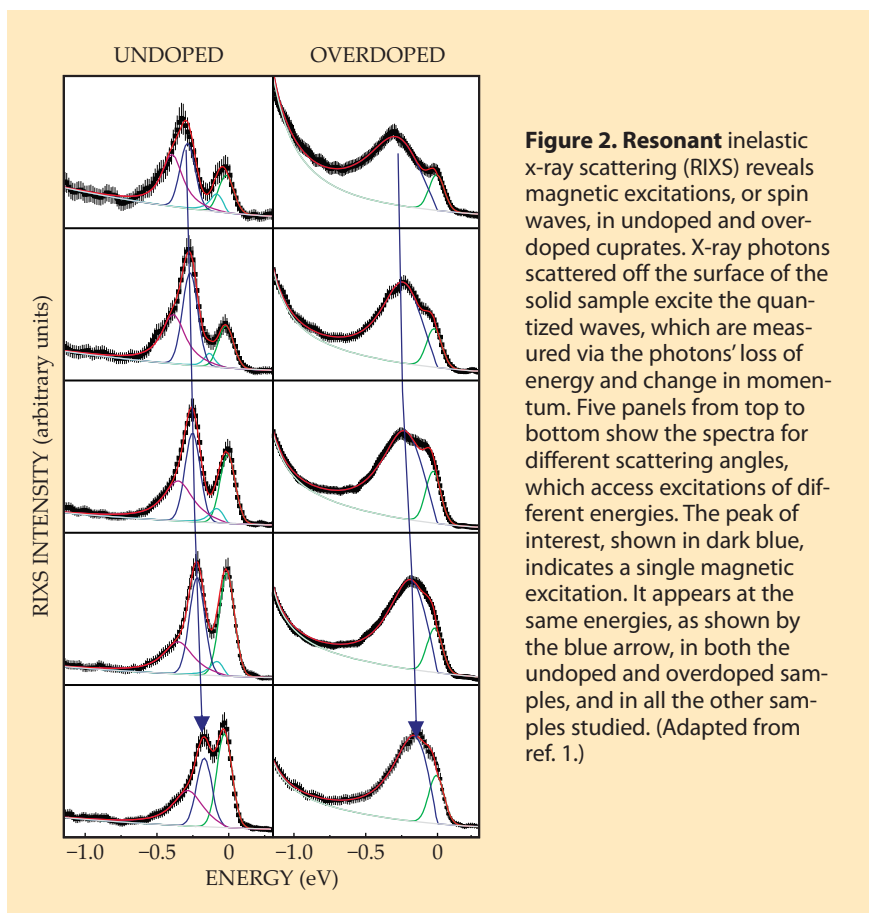 UNDOPED
OVERDOPED
RIXS INTENSITY (arbitrary units)
−1.0
−0.5
0
−1.0
−0.5
0
ENERGY (eV)
Figure 2. Resonant inelastic
x-ray scattering (RIXS) reveals
magnetic excitations, or spin
waves, in undoped and over-
doped cuprates. X-ray photons
scattered off the surface of the
solid sample excite the quan-
tized waves, which are meas-
ured via the photons’ loss of
energy and change in momen-
tum. Five panels from top to
bottom show the spectra for
different scattering angles,
which access excitations of dif-
ferent energies. The peak of
interest, shown in dark blue,
indicates a single magnetic
excitation. It appears at the
same energies, as shown by
the blue arrow, in both the
undoped and overdoped sam-
ples, and in all the other sam-
ples studied. (Adapted from
ref. 1.)